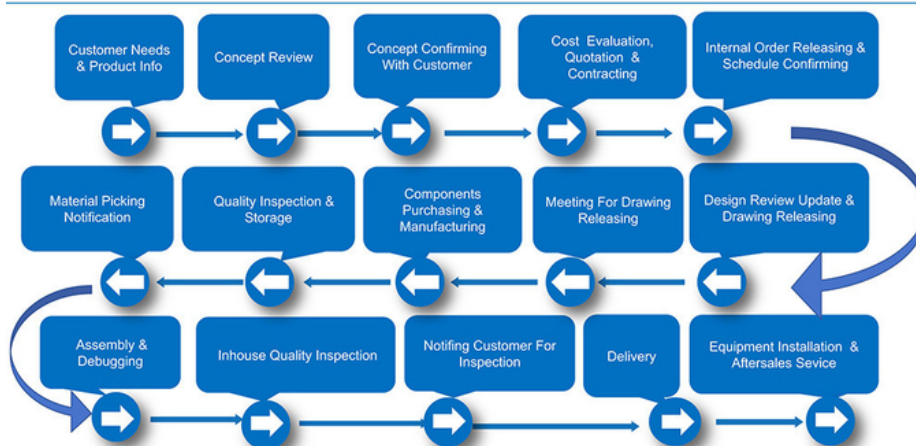 Customer Needs
& Product Info
Concept Review
Concept Confirming
With Customer
Cost Evaluation,
Quotation &
Contracting
Internal Order Releasing &
Schedule Confirming
Material Picking
Notification
Quality Inspection &
Storage
Components
Purchasing &
Manufacturing
Meeting For Drawing
Releasing
Design Review Update &
Drawing Releasing
Assembly &
Debugging
Inhouse Quality Inspection
Notifing Customer For
Inspection
Delivery
Equipment Installation &
Aftersales Sevice